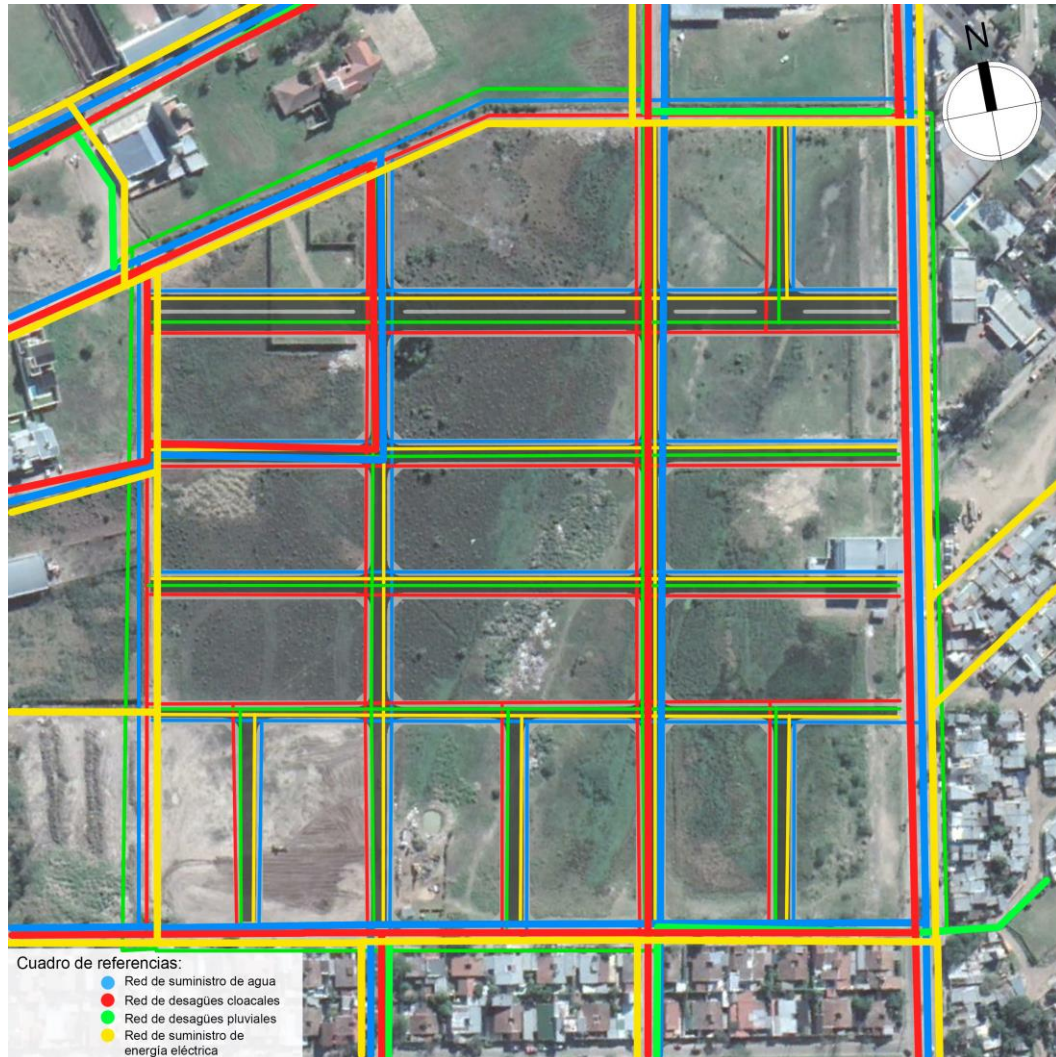 N
Cuadro de referencias:
Red de suministro de agua
Red de desagües cloacales
Red de desagües pluviales
Red de suministro de
energía eléctrica